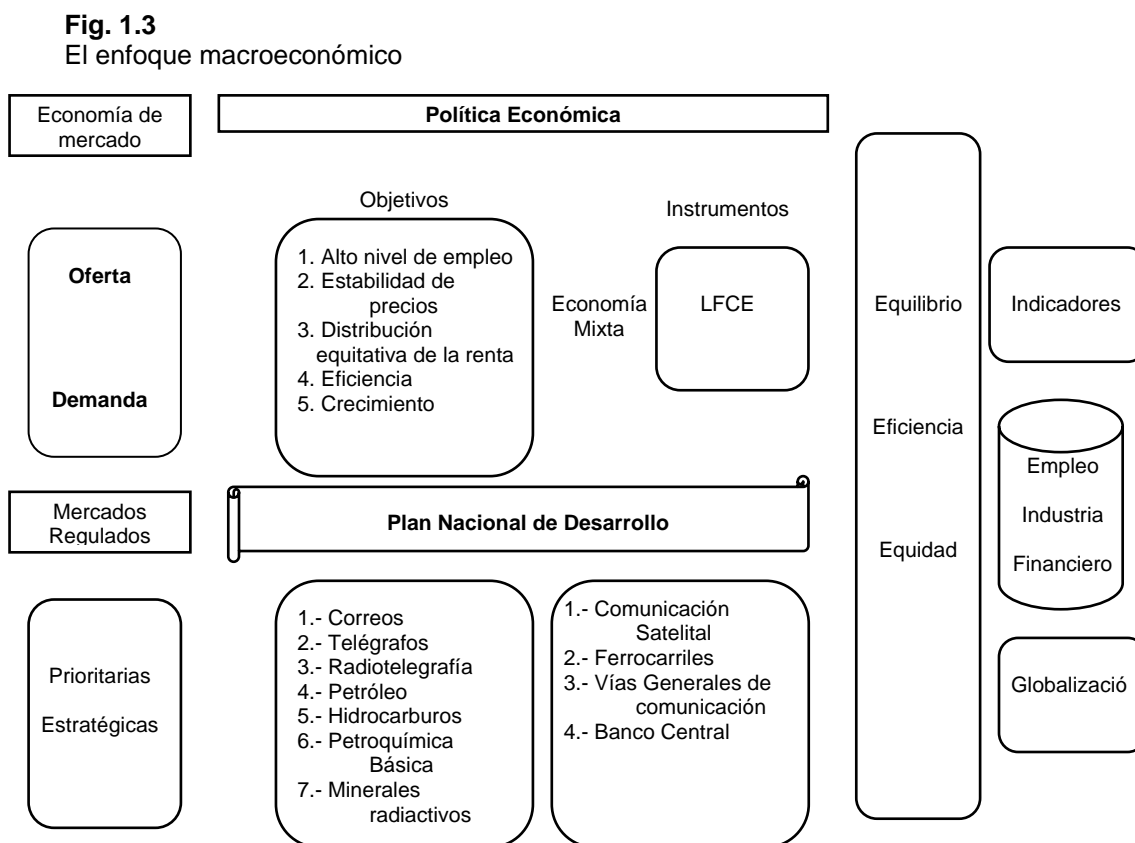 Fig. 1.3
El enfoque macroeconómico
Economía de
mercado
Política Económica
Objetivos
Instrumentos
Oferta
Demanda
1. Alto nivel de empleo
2. Estabilidad de
precios
3. Distribución
equitativa de la renta
4. Eficiencia
5. Crecimiento
Economía
Mixta
LFCE
Equilibrio
Eficiencia
Equidad
Indicadores
Empleo
Industria
Financiero
Globalizació
Mercados
Regulados
Plan Nacional de Desarrollo
Prioritarias
Estratégicas
1.- Correos
2.- Telégrafos
3.- Radiotelegrafía
4.- Petróleo
5.- Hidrocarburos
6.- Petroquímica
Básica
7.- Minerales
radiactivos
1.- Comunicación
Satelital
2.- Ferrocarriles
3.- Vías Generales de
comunicación
4.- Banco Central